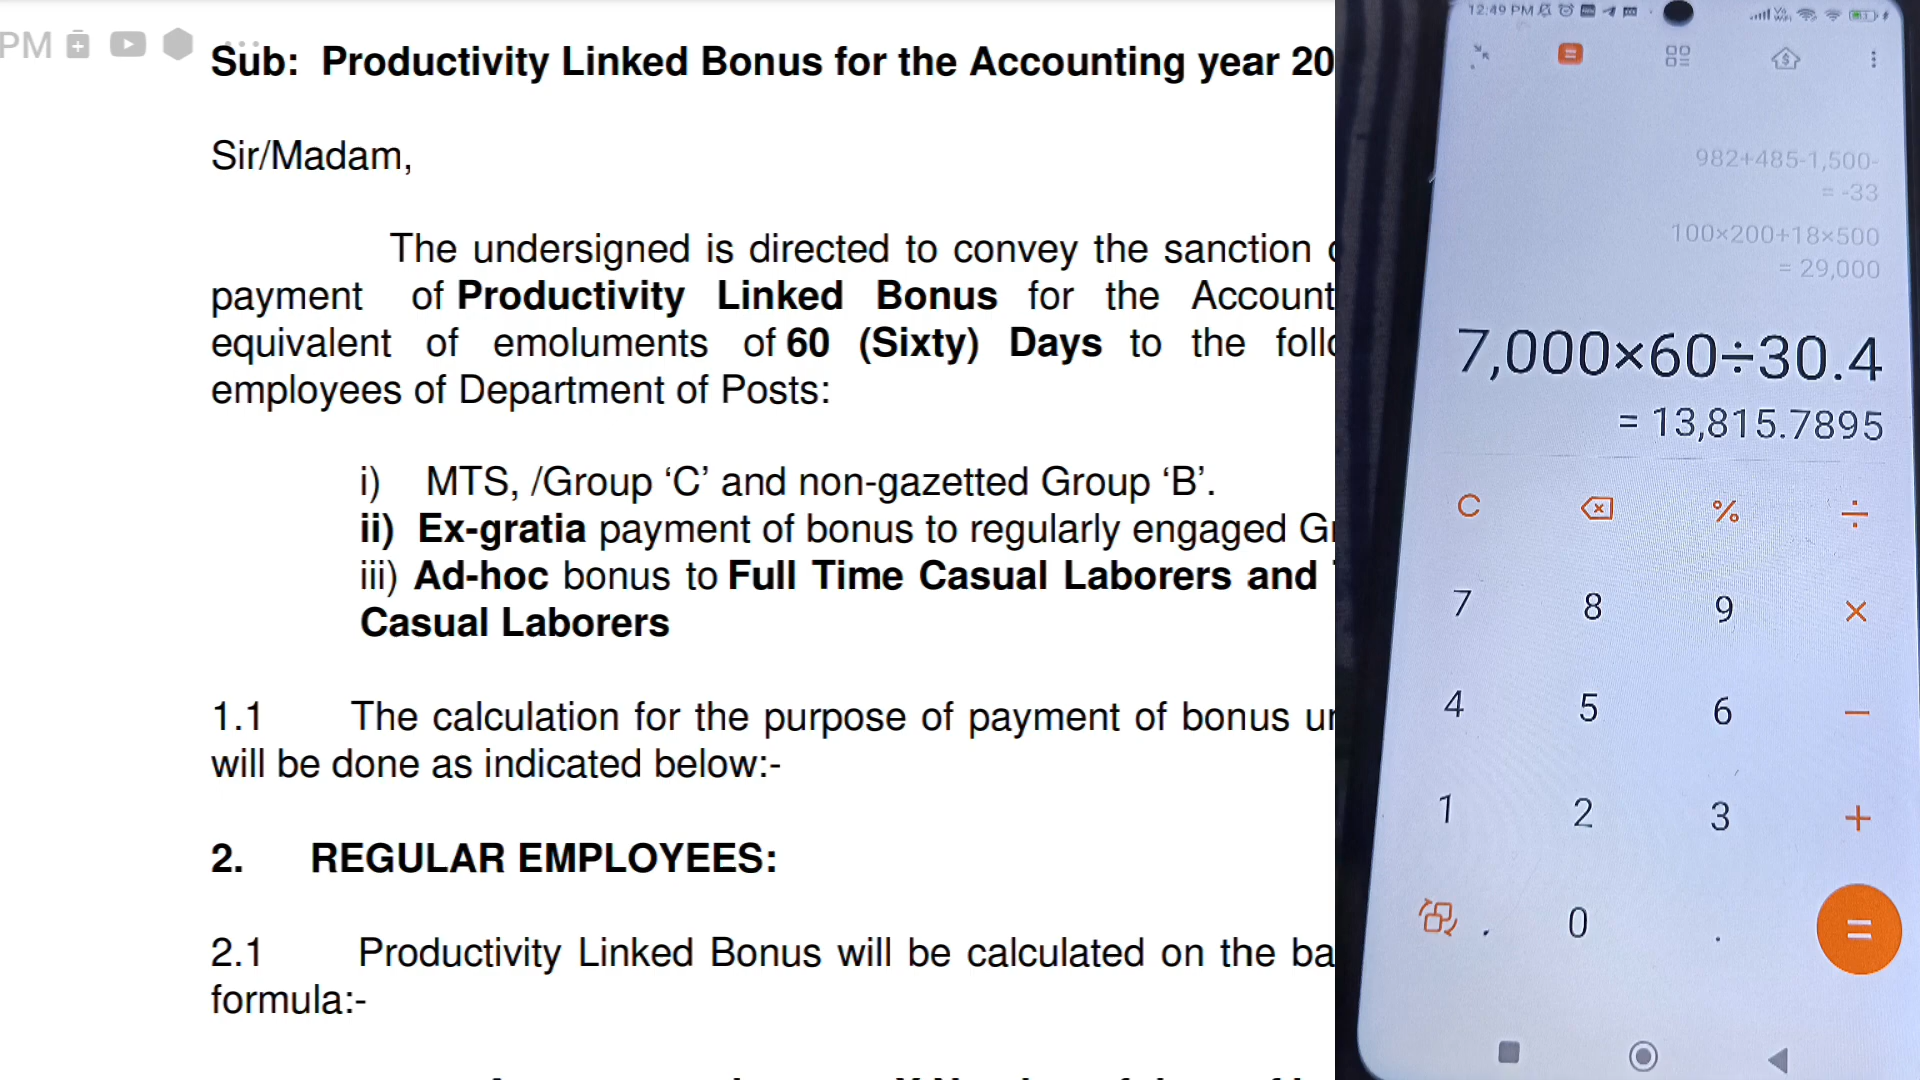 PM
Sub: Productivity Linked Bonus for the Accounting year 20
Sir/Madam,
The undersigned is directed to convey the sanction
payment of Productivity Linked Bonus for the Account
equivalent of emoluments of 60 (Sixty) Days to the
employees of Department of Posts:
i) MTS, /Group ‘C’ and non-gazetted Group ‘B’.
ii) Ex-gratia payment of bonus to regularly engaged
iii) Ad-hoc bonus to Full Time Casual Laborers and
Casual Laborers
1.1 The calculation for the purpose of payment of bonus
will be done as indicated below:-
2. REGULAR EMPLOYEES:
2.1 Productivity Linked Bonus will be calculated on the
formula:-
12:49 PM
982+485-1,500-
= -33
100×200+18×500
= 29,000
7,000×60÷30.4
= 13,815.7895
C % ÷
7 8 9 ×
4 5 6 −
1 2 3 +
0 . =